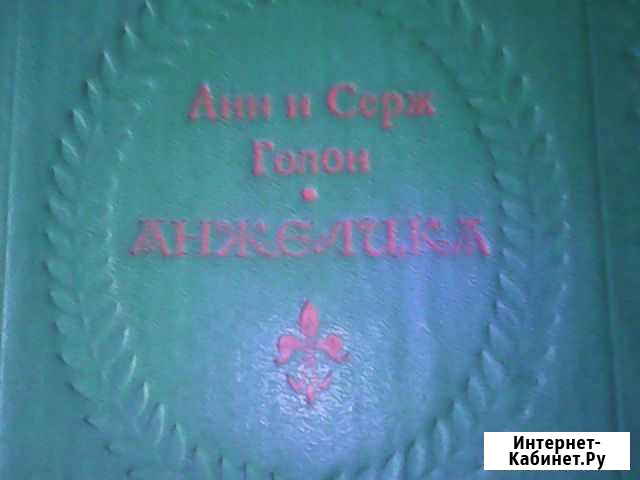 Анн и Серж
Голон
АНЖЕЛИКА
Интернет-
Кабинет.Ру